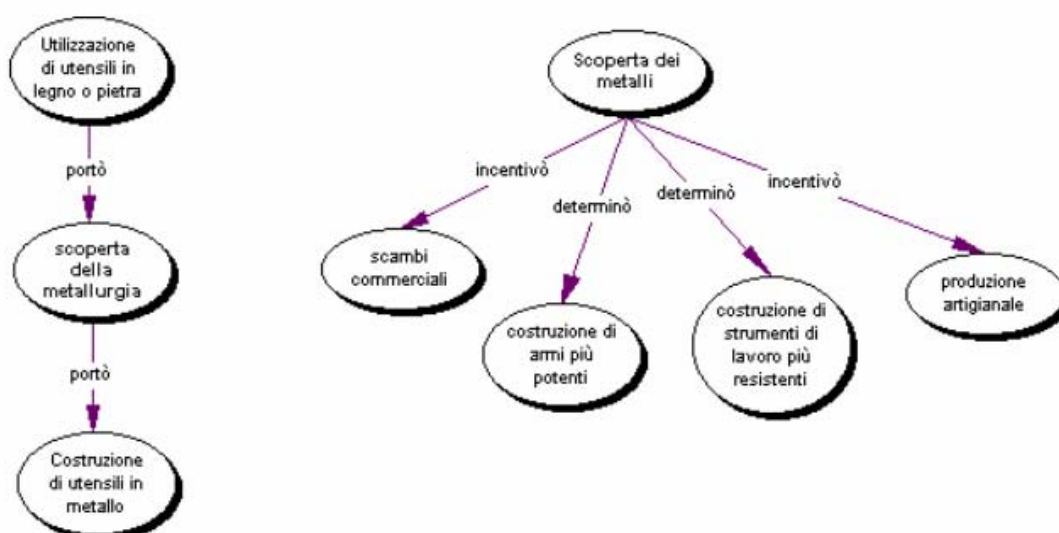 Utilizzazione
di utensili in
legno o pietra
portò
scoperta
della
metallurgia
portò
Costruzione
di utensili in
metallo
Scoperta dei
metalli
incentivò
determinò
determinò
incentivò
scambi
commerciali
costruzione di
armi più
potenti
costruzione di
strumenti di
lavoro più
resistenti
produzione
artigianale